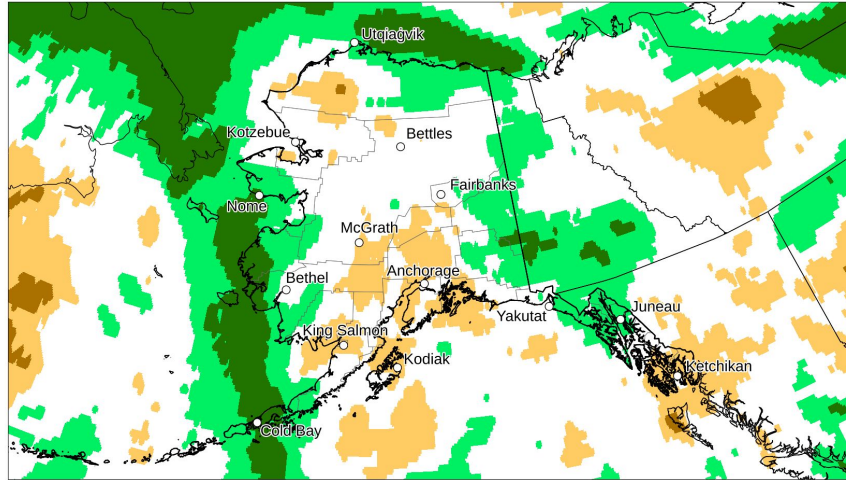 Utqiaġvik
Kotzebue
Bettles
Fairbanks
Nome
McGrath
Anchorage
Bethel
Yakutat
Juneau
King Salmon
Kodiak
Ketchikan
Cold Bay